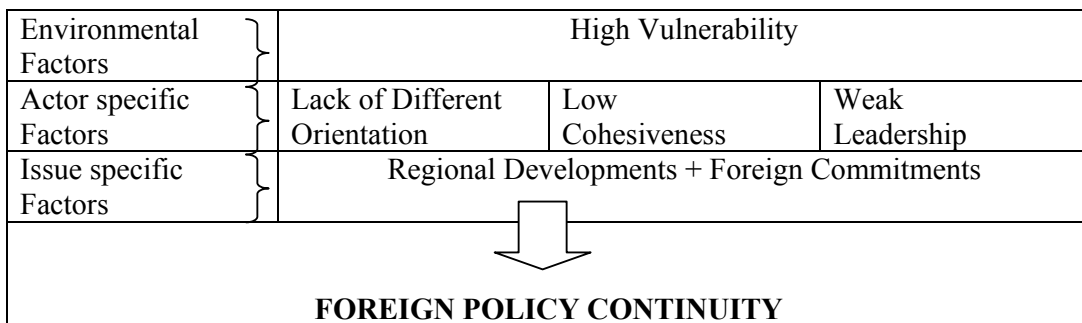 Environmental
Factors
High Vulnerability
Actor specific
Factors
Lack of Different
Orientation
Low
Cohesiveness
Weak
Leadership
Issue specific
Factors
Regional Developments + Foreign Commitments
FOREIGN POLICY CONTINUITY